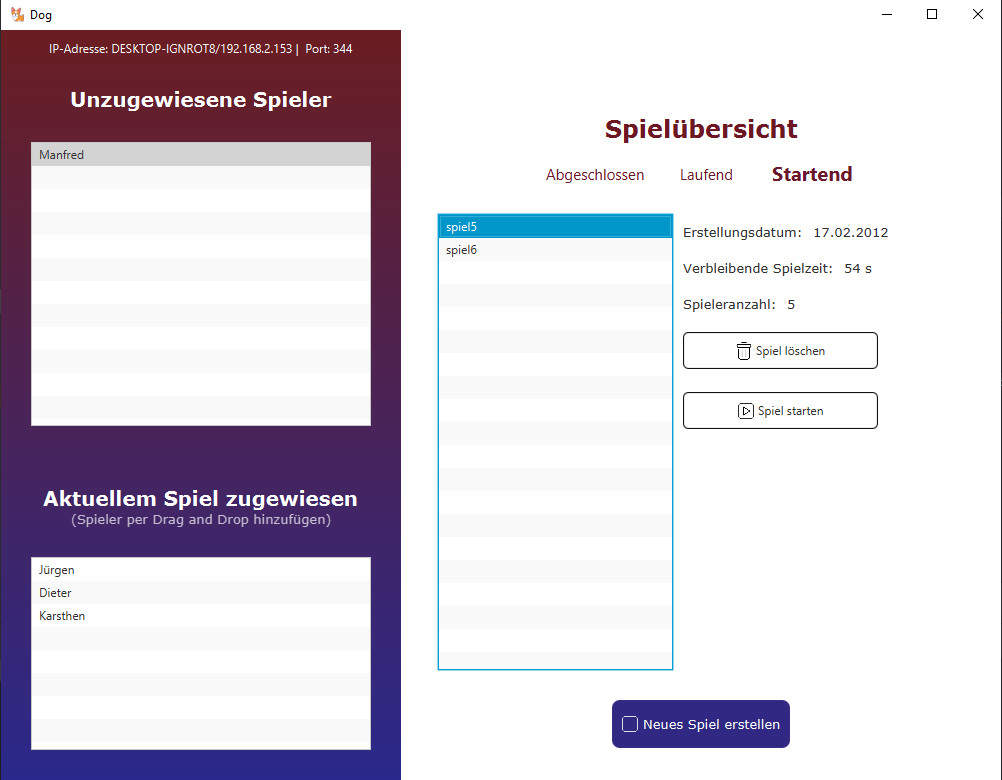 Dog
IP-Adresse: DESKTOP-IGNROT8/192.168.2.153 | Port: 344
Unzugewiesene Spieler
Manfred
Aktuellem Spiel zugewiesen
(Spieler per Drag and Drop hinzufügen)
Jürgen
Dieter
Karsthen
Spielübersicht
Abgeschlossen Laufend Startend
spiel5
spiel6
Erstellungsdatum: 17.02.2012
Verbleibende Spielzeit: 54 s
Spieleranzahl: 5
Spiel löschen
Spiel starten
Neues Spiel erstellen